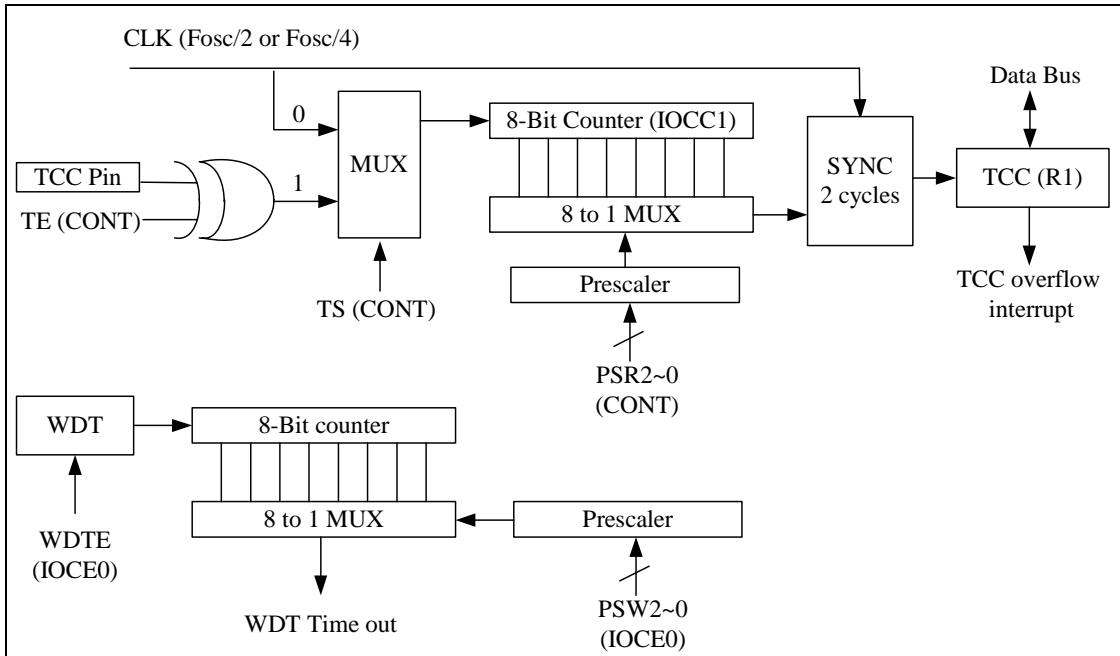 CLK (Fosc/2 or Fosc/4)
Data Bus
0
8-Bit Counter (IOCC1)
MUX
SYNC
2 cycles
TCC (R1)
TCC Pin
1
TE (CONT)
8 to 1 MUX
Prescaler
TS (CONT)
TCC overflow
interrupt
PSR2~0
(CONT)
WDT
8-Bit counter
8 to 1 MUX
Prescaler
WDTE
(IOCE0)
WDT Time out
PSW2~0
(IOCE0)